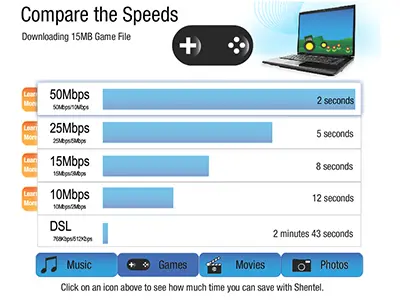 Compare the Speeds
Downloading 15MB Game File
Learn More
50Mbps
50Mbps/10Mbps
2 seconds
Learn More
25Mbps
25Mbps/5Mbps
5 seconds
Learn More
15Mbps
15Mbps/3Mbps
8 seconds
Learn More
10Mbps
10Mbps/2Mbps
12 seconds
DSL
768Kbps/512Kbps
2 minutes 43 seconds
Music
Games
Movies
Photos
Click on an icon above to see how much time you can save with Shentel.